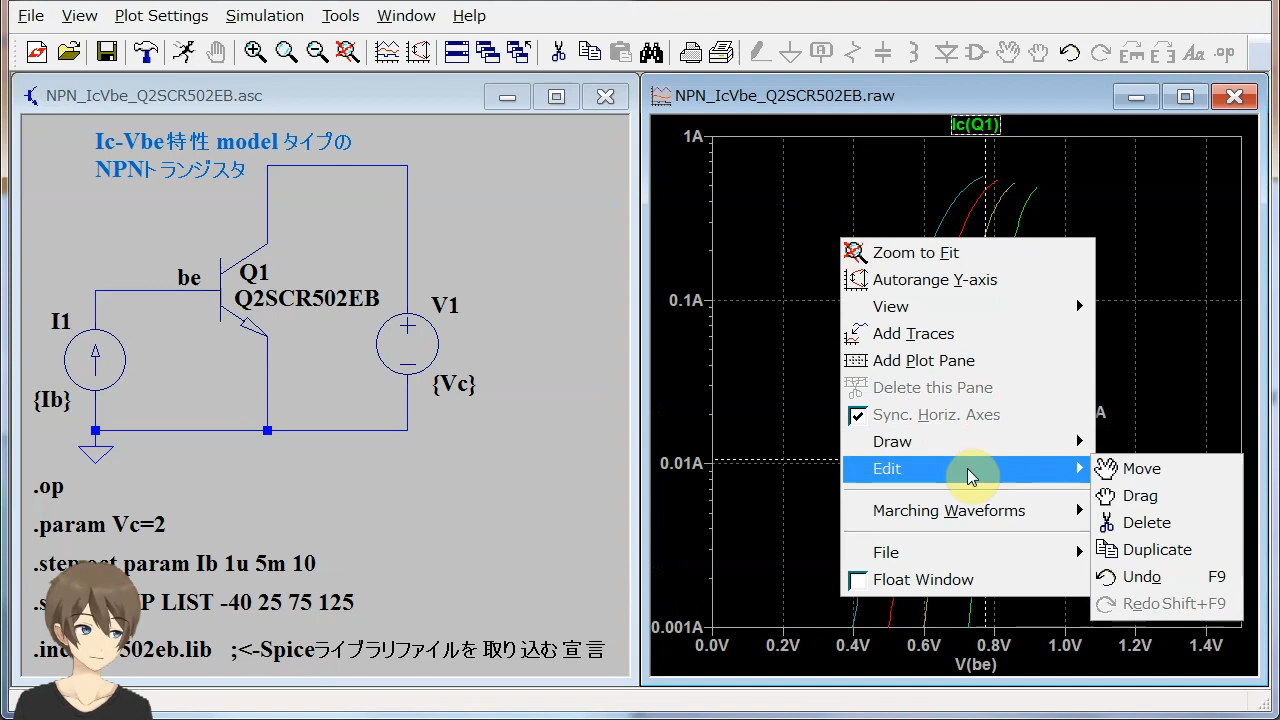 File View Plot Settings Simulation Tools Window Help
NPN_IcVbe_Q2SCR502EB.asc
Ic-Vbe特性 modelタイプの
NPNトランジスタ
be
Q1
Q2SCR502EB
I1
{Ib}
V1
{Vc}
.op
.param Vc=2
param Ib 1u 5m 10
LIST -40 25 75 125
502eb.lib ;<-Spiceライブラリファイルを取り込む宣言
NPN_IcVbe_Q2SCR502EB.raw
Ic(Q1)
1A
0.1A
0.01A
0.001A
0.0V 0.2V 0.4V 0.6V 0.8V 1.0V 1.2V 1.4V
V(be)
A
Zoom to Fit
Autorange Y-axis
View
Add Traces
Add Plot Pane
Delete this Pane
Sync. Horiz. Axes
Draw
Edit
Marching Waveforms
File
Float Window
Move
Drag
Delete
Duplicate
Undo F9
Redo Shift+F9
.op